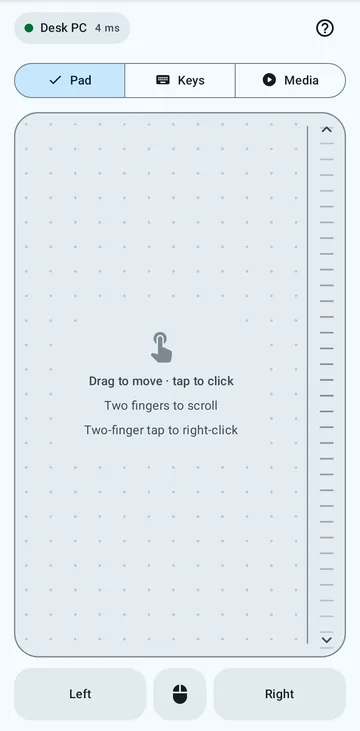 Desk PC 4 ms
Pad Keys Media
Drag to move · tap to click
Two fingers to scroll
Two-finger tap to right-click
Left Right